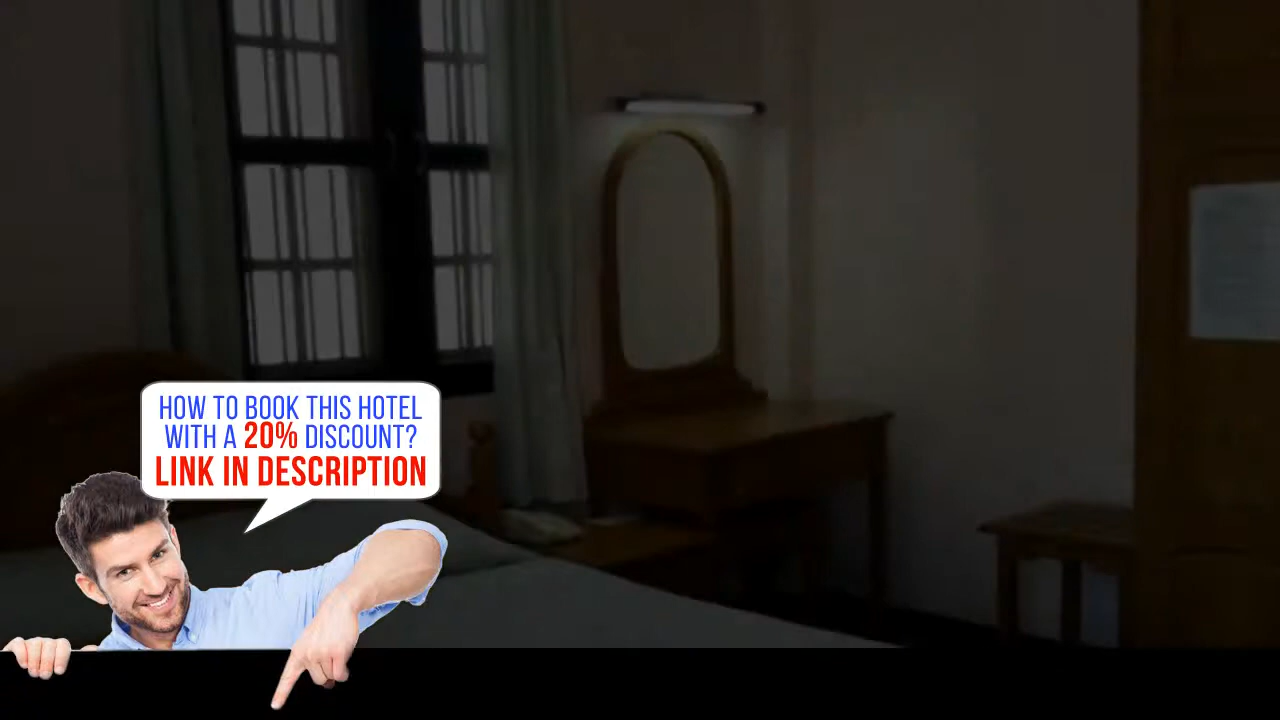 HOW TO BOOK THIS HOTEL
WITH A 20% DISCOUNT?
LINK IN DESCRIPTION